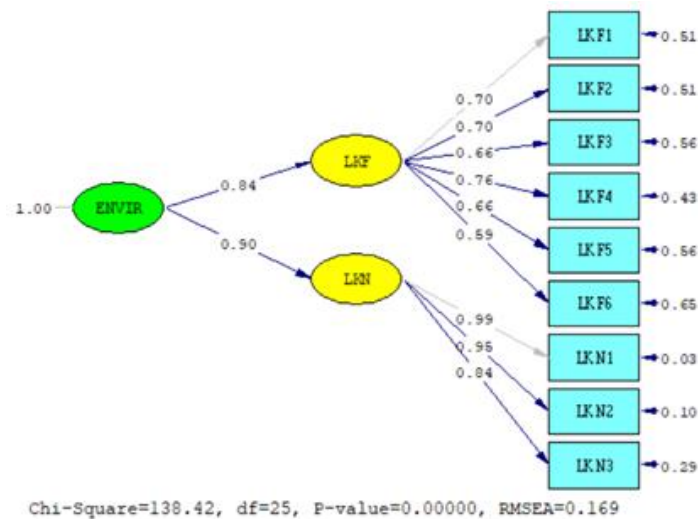 LKF1
0.51
0.70
LKF2
0.51
0.70
LKF3
0.56
0.66
LKF
0.84
0.76
LKF4
0.43
1.00
ENVIR
0.66
LKF5
0.56
0.90
0.59
LKN
LKF6
0.65
0.99
LKN1
0.03
0.95
0.84
LKN2
0.10
LKN3
0.29
Chi-Square=138.42, df=25, P-value=0.00000, RMSEA=0.169